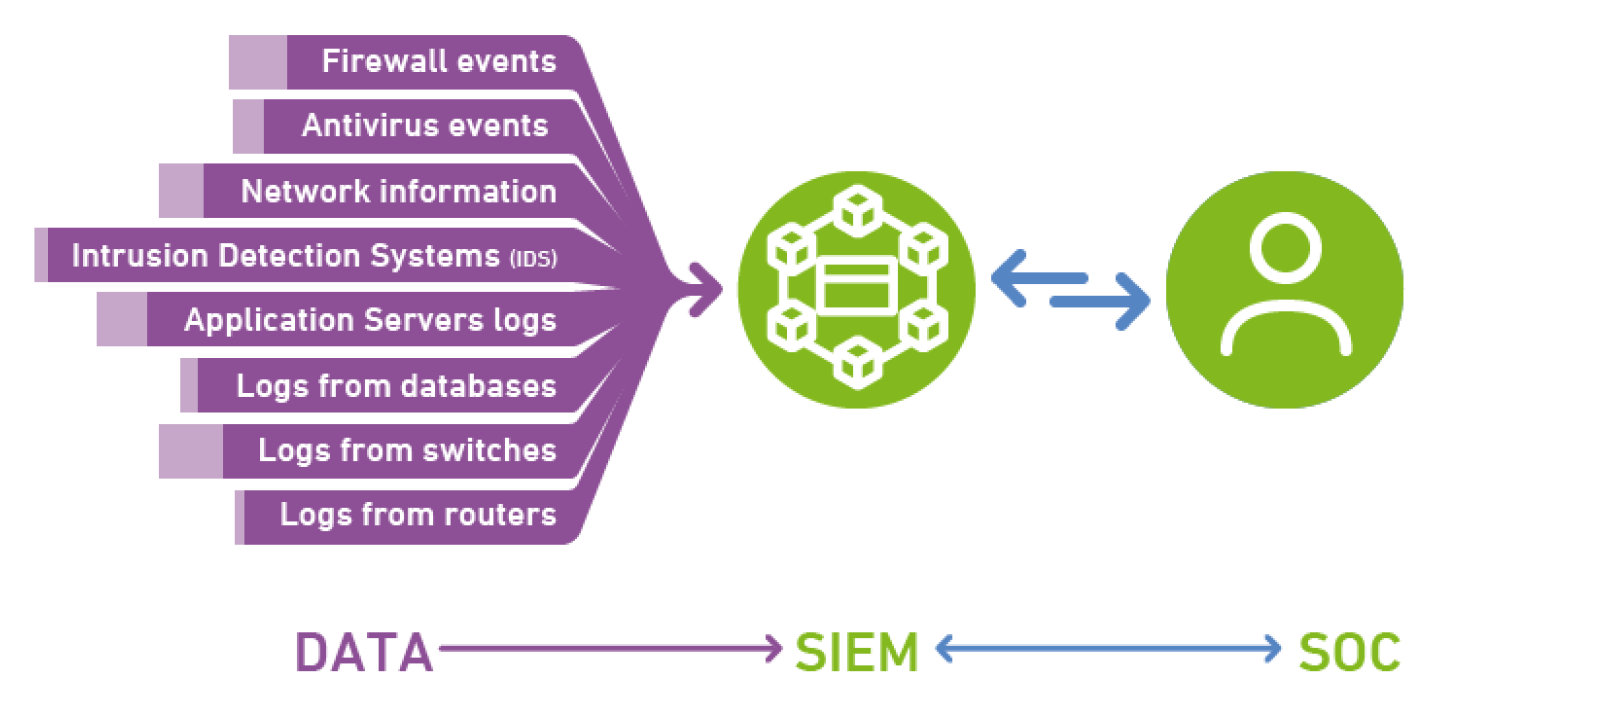 Firewall events
Antivirus events
Network information
Intrusion Detection Systems (IDS)
Application Servers logs
Logs from databases
Logs from switches
Logs from routers
DATA
SIEM
SOC